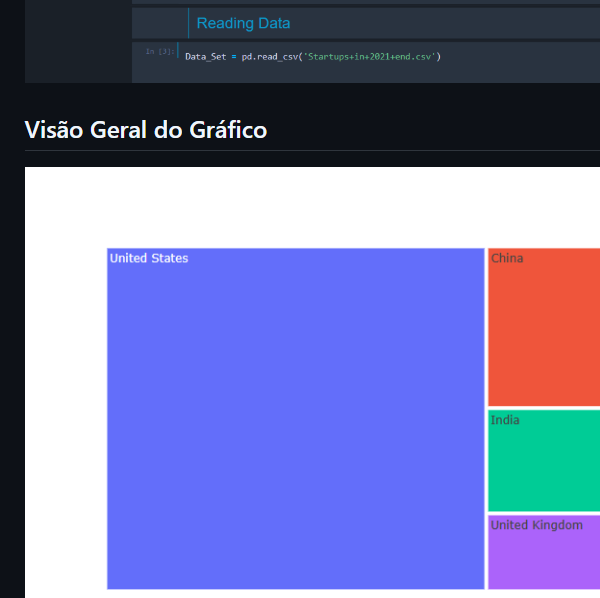 Reading Data
In [3]: Data_Set = pd.read_csv('Startups+in+2021+end.csv')
Visão Geral do Gráfico
United States
China
India
United Kingdom